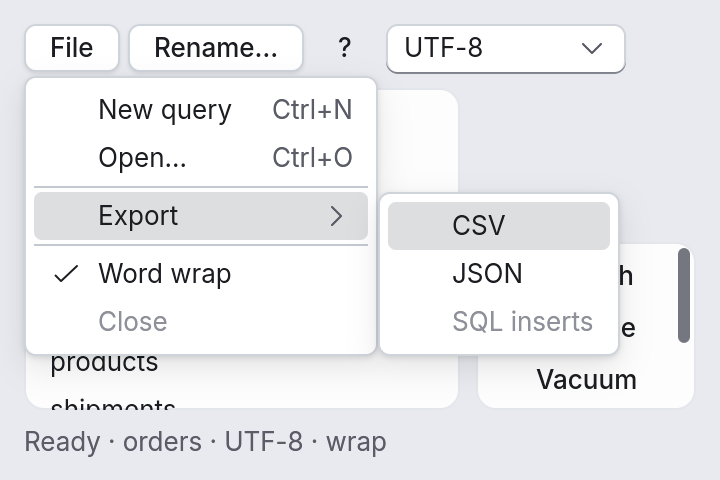 File Rename... ? UTF-8
New query Ctrl+N
Open... Ctrl+O
Export
CSV
Word wrap
JSON
Close
SQL inserts
products
Vacuum
shipments
Ready · orders · UTF-8 · wrap